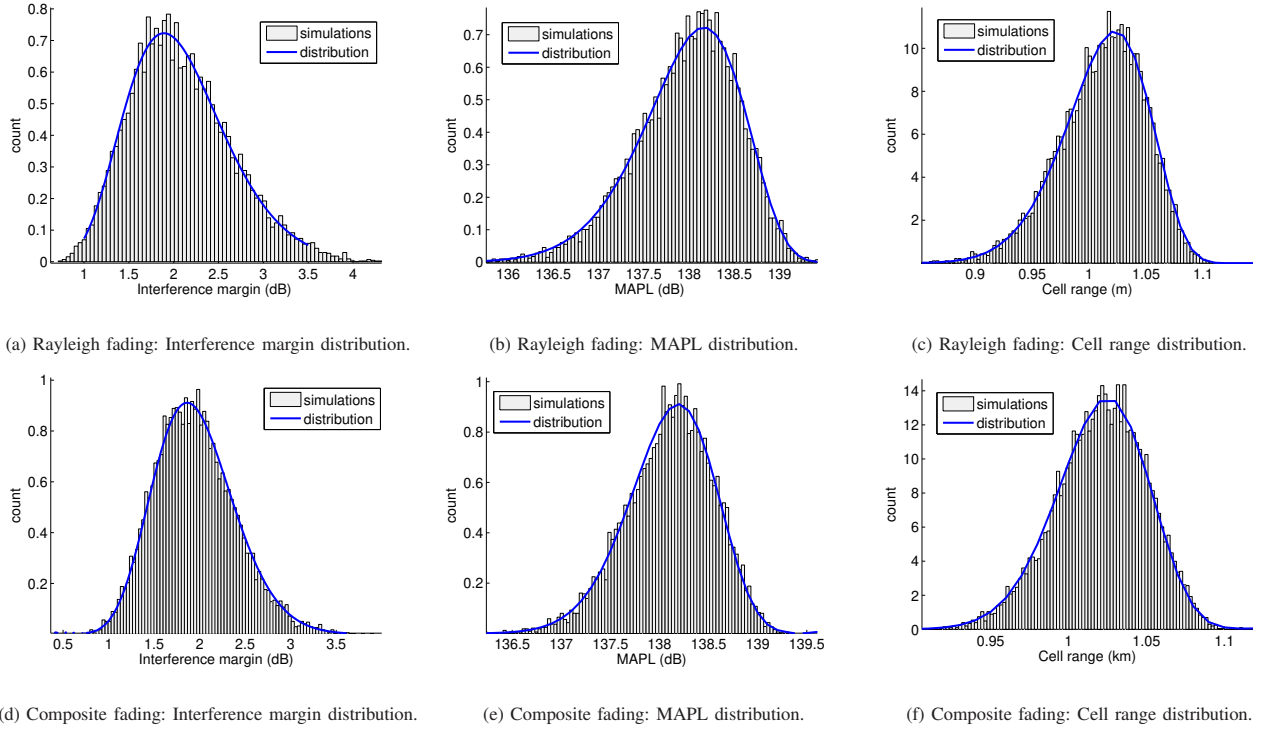 0.8
0.7
0.6
0.5
0.4
0.3
0.2
0.1
0
count
simulations
distribution
1 1.5 2 2.5 3 3.5 4
Interference margin (dB)
(a) Rayleigh fading: Interference margin distribution.
0.7
0.6
0.5
0.4
0.3
0.2
0.1
0
count
simulations
distribution
136 136.5 137 137.5 138 138.5 139
MAPL (dB)
(b) Rayleigh fading: MAPL distribution.
10
8
6
4
2
count
simulations
distribution
0.9 0.95 1 1.05 1.1
Cell range (m)
(c) Rayleigh fading: Cell range distribution.
1
0.8
0.6
0.4
0.2
count
simulations
distribution
0.5 1 1.5 2 2.5 3 3.5
Interference margin (dB)
d) Composite fading: Interference margin distribution.
1
0.8
0.6
0.4
0.2
count
simulations
distribution
136.5 137 137.5 138 138.5 139 139.5
MAPL (dB)
(e) Composite fading: MAPL distribution.
14
12
10
8
6
4
2
0
count
simulations
distribution
0.95 1 1.05 1.1
Cell range (km)
(f) Composite fading: Cell range distribution.